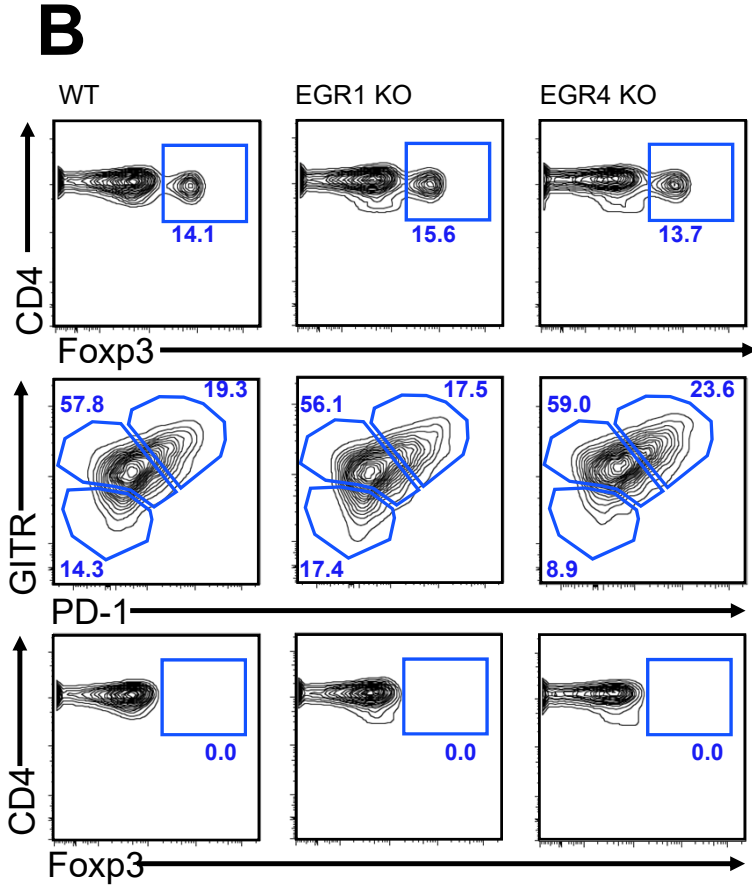 B
WT EGR1 KO EGR4 KO
CD4
14.1 15.6 13.7
Foxp3
GITR
57.8 19.3 56.1 17.5 59.0 23.6
14.3 17.4 8.9
PD-1
CD4
0.0 0.0 0.0
Foxp3